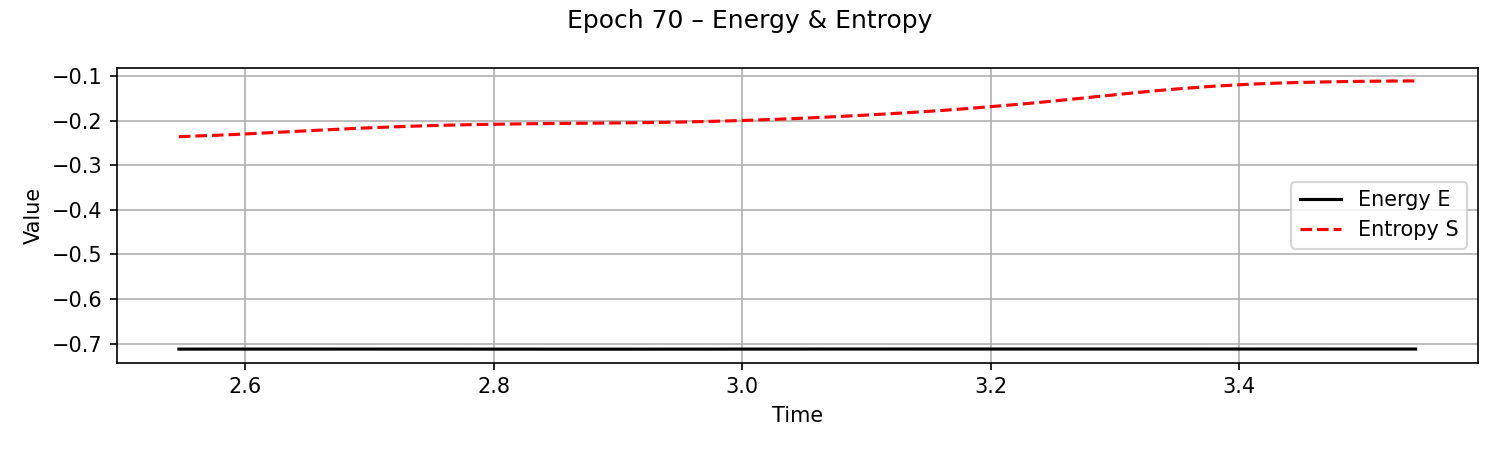 Epoch 70 – Energy & Entropy
−0.1
−0.2
−0.3
−0.4
−0.5
−0.6
−0.7
Value
Energy E
Entropy S
2.6 2.8 3.0 3.2 3.4
Time